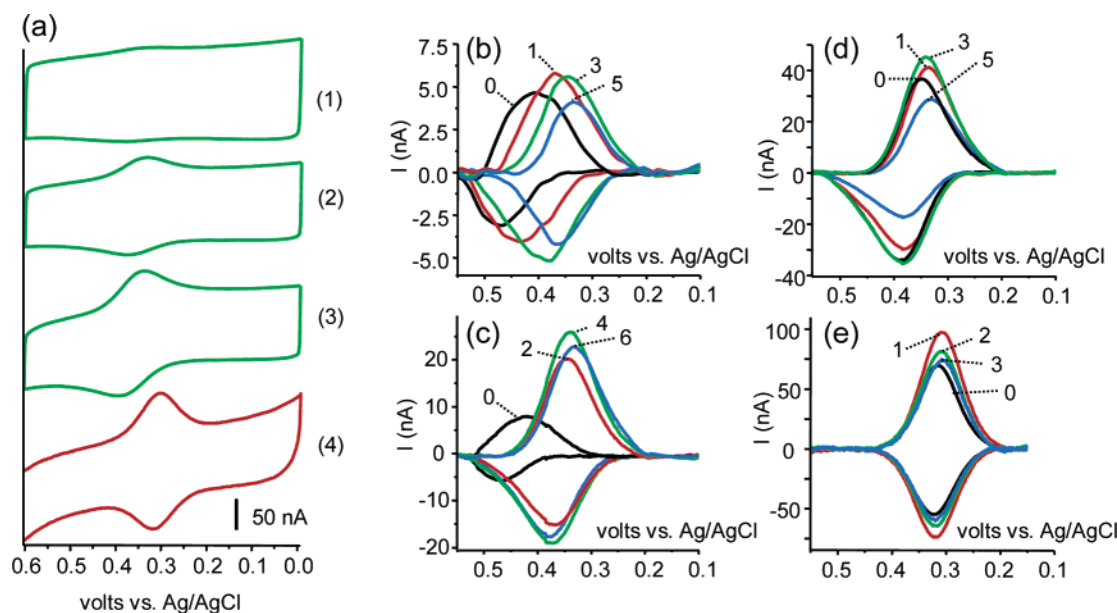 (a)
(1)
(2)
(3)
(4)
50 nA
0.6 0.5 0.4 0.3 0.2 0.1 0.0
volts vs. Ag/AgCl
(b)
I (nA)
7.5
5.0
2.5
0.0
-2.5
-5.0
0 1 3 5
volts vs. Ag/AgCl
0.5 0.4 0.3 0.2 0.1
(c)
I (nA)
20
10
0
-10
-20
0 2 4 6
volts vs. Ag/AgCl
0.5 0.4 0.3 0.2 0.1
(d)
I (nA)
40
20
0
-20
-40
0 1 3 5
volts vs. Ag/AgCl
0.5 0.4 0.3 0.2 0.1
(e)
I (nA)
100
50
0
-50
1 2 3 0
volts vs. Ag/AgCl
0.5 0.4 0.3 0.2 0.1